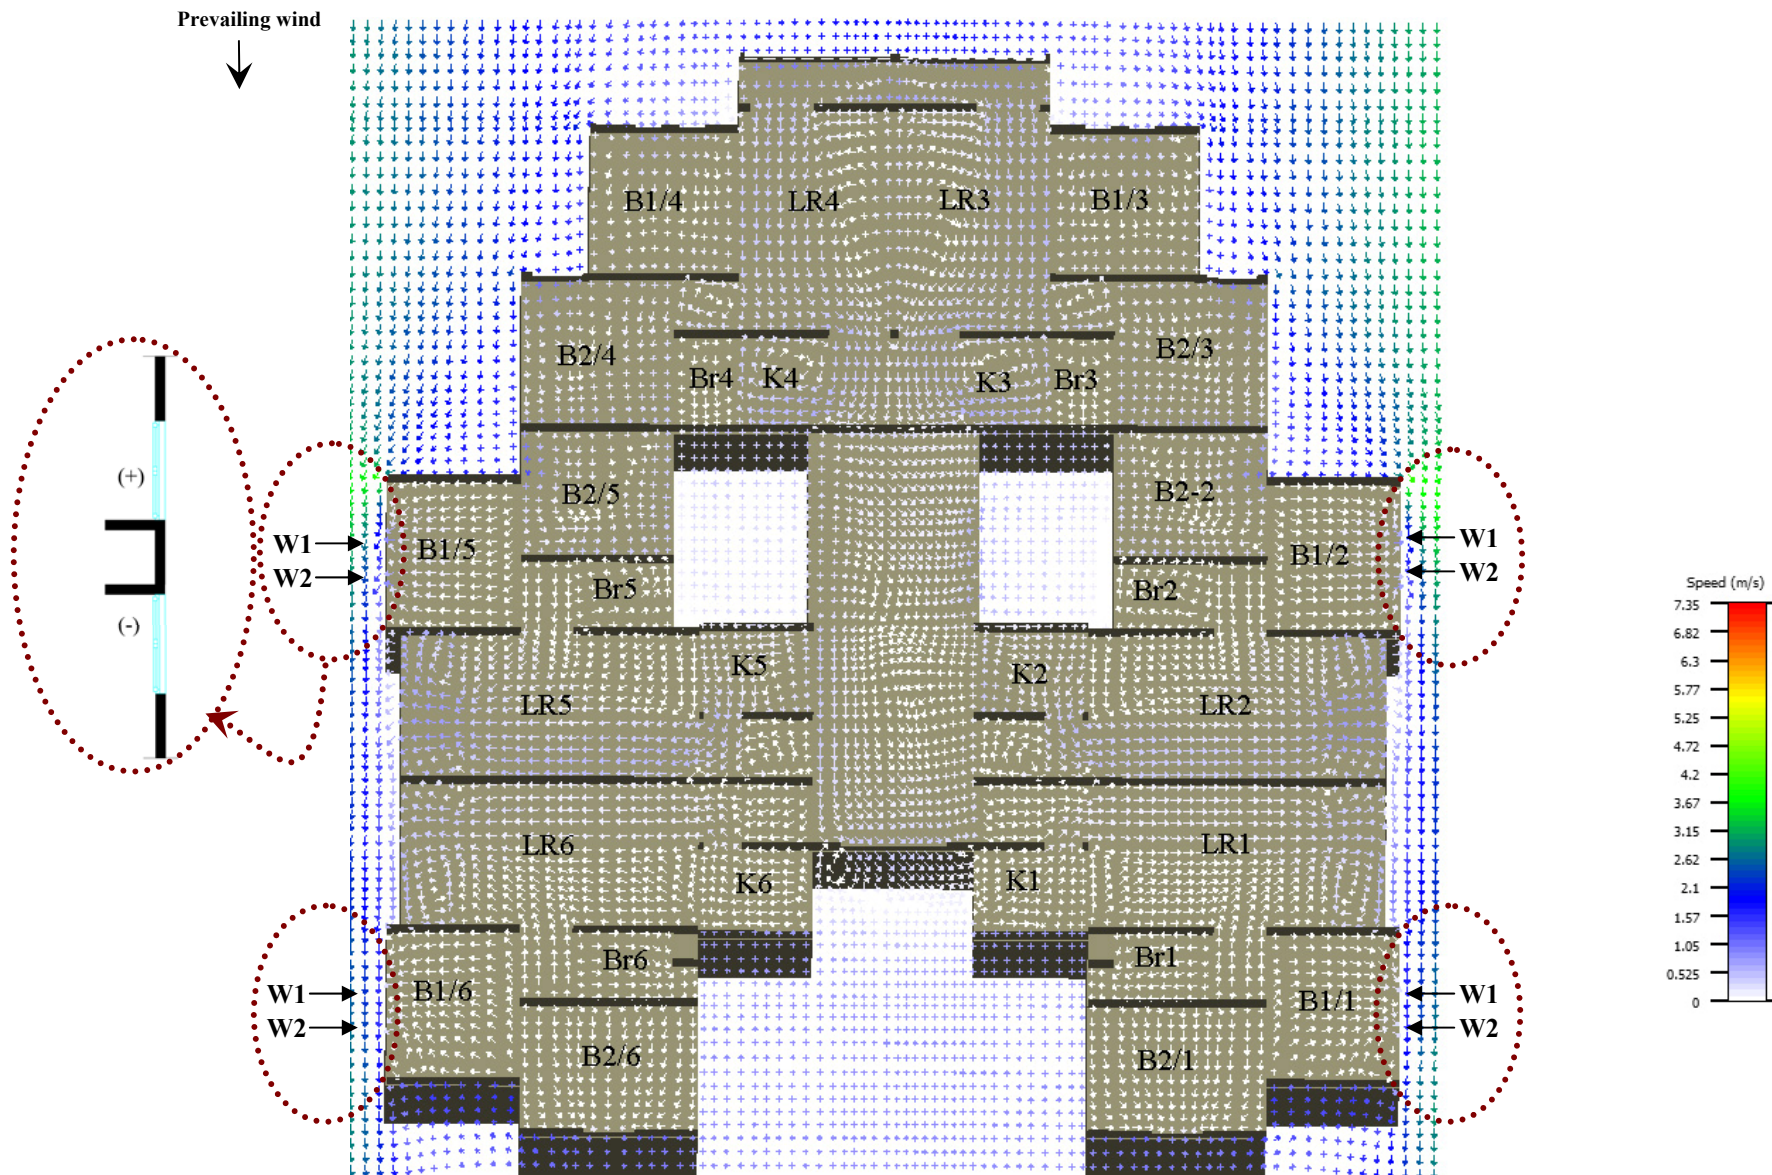 Prevailing wind
B1/4
LR4
LR3
B1/3
B2/4
Br4
K4
K3
Br3
B2/3
(+)
(-)
B2/5
B2-2
W1
W2
B1/5
Br5
Br2
B1/2
W1
W2
K5
K2
LR5
LR2
LR6
LR1
K6
K1
Br6
Br1
W1
W2
B1/6
B1/1
W1
W2
B2/6
B2/1
Speed (m/s)
7.35
6.82
6.3
5.77
5.25
4.72
4.2
3.67
3.15
2.62
2.1
1.57
1.05
0.525
0